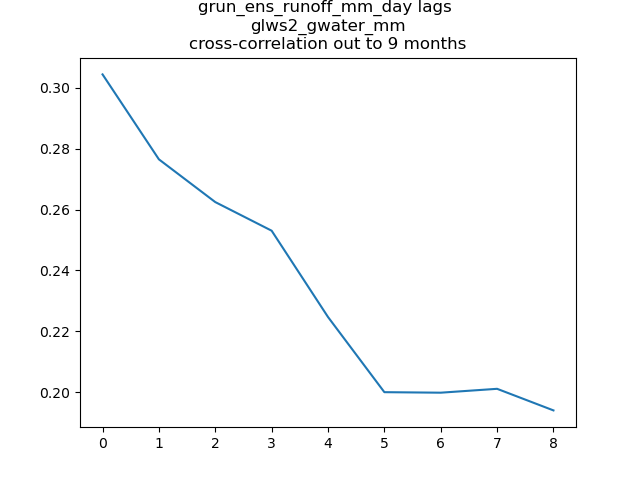 grun_ens_runoff_mm_day lags
glws2_gwater_mm
cross-correlation out to 9 months
0.30
0.28
0.26
0.24
0.22
0.20
0 1 2 3 4 5 6 7 8